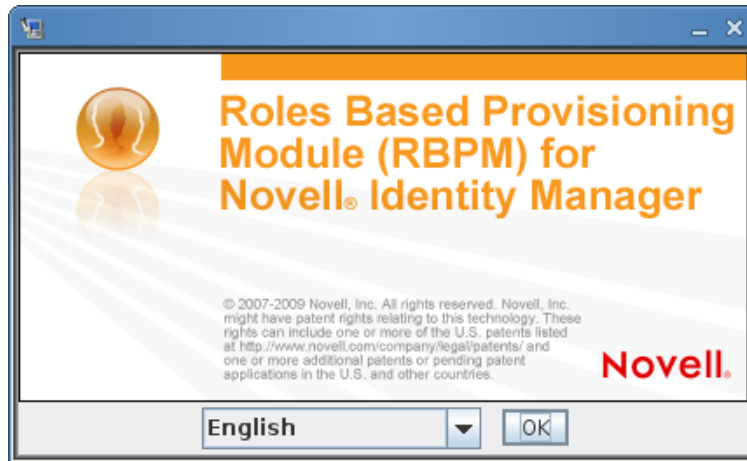 Roles Based Provisioning
Module (RBPM) for
Novell® Identity Manager
© 2007-2009 Novell, Inc. All rights reserved. Novell, Inc.
might have patent rights relating to this technology. These
rights can include one or more of the U.S. patents listed
at http://www.novell.com/company/legal/patents/ and
one or more additional patents or pending patent
applications in the U.S. and other countries.
Novell®
English
OK